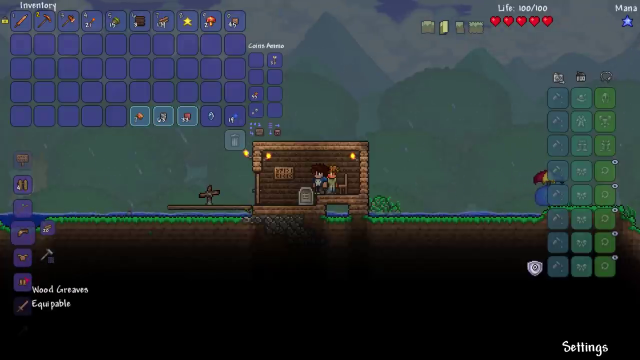 Inventory
Life: 100/100
Mana
Coins Ammo
Wood Greaves
Equipable
Settings